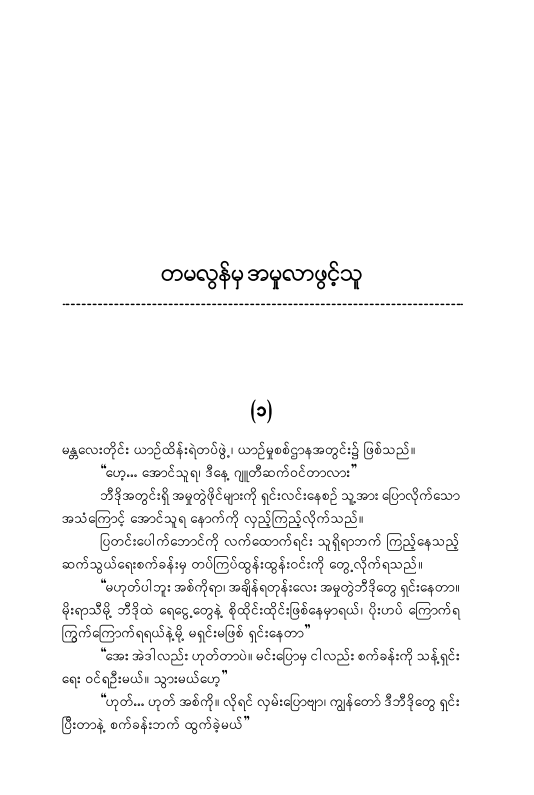 တမလွန်မှ အမှုလာဖွင့်သူ
(၁)
မန္တလေးတိုင်း ယာဉ်ထိန်းရဲတပ်ဖွဲ့၊ ယာဉ်မှုစစ်ဌာနအတွင်း၌ ဖြစ်သည်။
“ဟေ့... အောင်သူရ၊ ဒီနေ့ ဂျူတီဆက်ဝင်တာလား”
ဘီဒိုအတွင်းရှိ အမှုတွဲဖိုင်များကို ရှင်းလင်းနေစဉ် သူ့အား ပြောလိုက်သော
အသံကြောင့် အောင်သူရ နောက်ကို လှည့်ကြည့်လိုက်သည်။
ပြတင်းပေါက်ဘောင်ကို လက်ထောက်ရင်း သူရှိရာဘက် ကြည့်နေသည့်
ဆက်သွယ်ရေးစက်ခန်းမှ တပ်ကြပ်ထွန်းထွန်းဝင်းကို တွေ့လိုက်ရသည်။
“မဟုတ်ပါဘူး အစ်ကိုရာ၊ အချိန်ရတုန်းလေး အမှုတွဲဘီဒိုတွေ ရှင်းနေတာ။
မိုးရာသီမို့ ဘီဒိုထဲ ရေငွေ့တွေနဲ့ စိုထိုင်းထိုင်းဖြစ်နေမှာရယ်၊ ပိုးဟပ် ကြောက်ရ
ကြွက်ကြောက်ရရယ်နဲ့မို့ မရှင်းမဖြစ် ရှင်းနေတာ”
“အေး အဲဒါလည်း ဟုတ်တာပဲ။ မင်းပြောမှ ငါလည်း စက်ခန်းကို သန့်ရှင်း
ရေး ဝင်ရဦးမယ်။ သွားမယ်ဟေ့”
“ဟုတ်... ဟုတ် အစ်ကို။ လိုရင် လှမ်းပြောဗျာ၊ ကျွန်တော် ဒီဘီဒိုတွေ ရှင်း
ပြီးတာနဲ့ စက်ခန်းဘက် ထွက်ခဲ့မယ်”